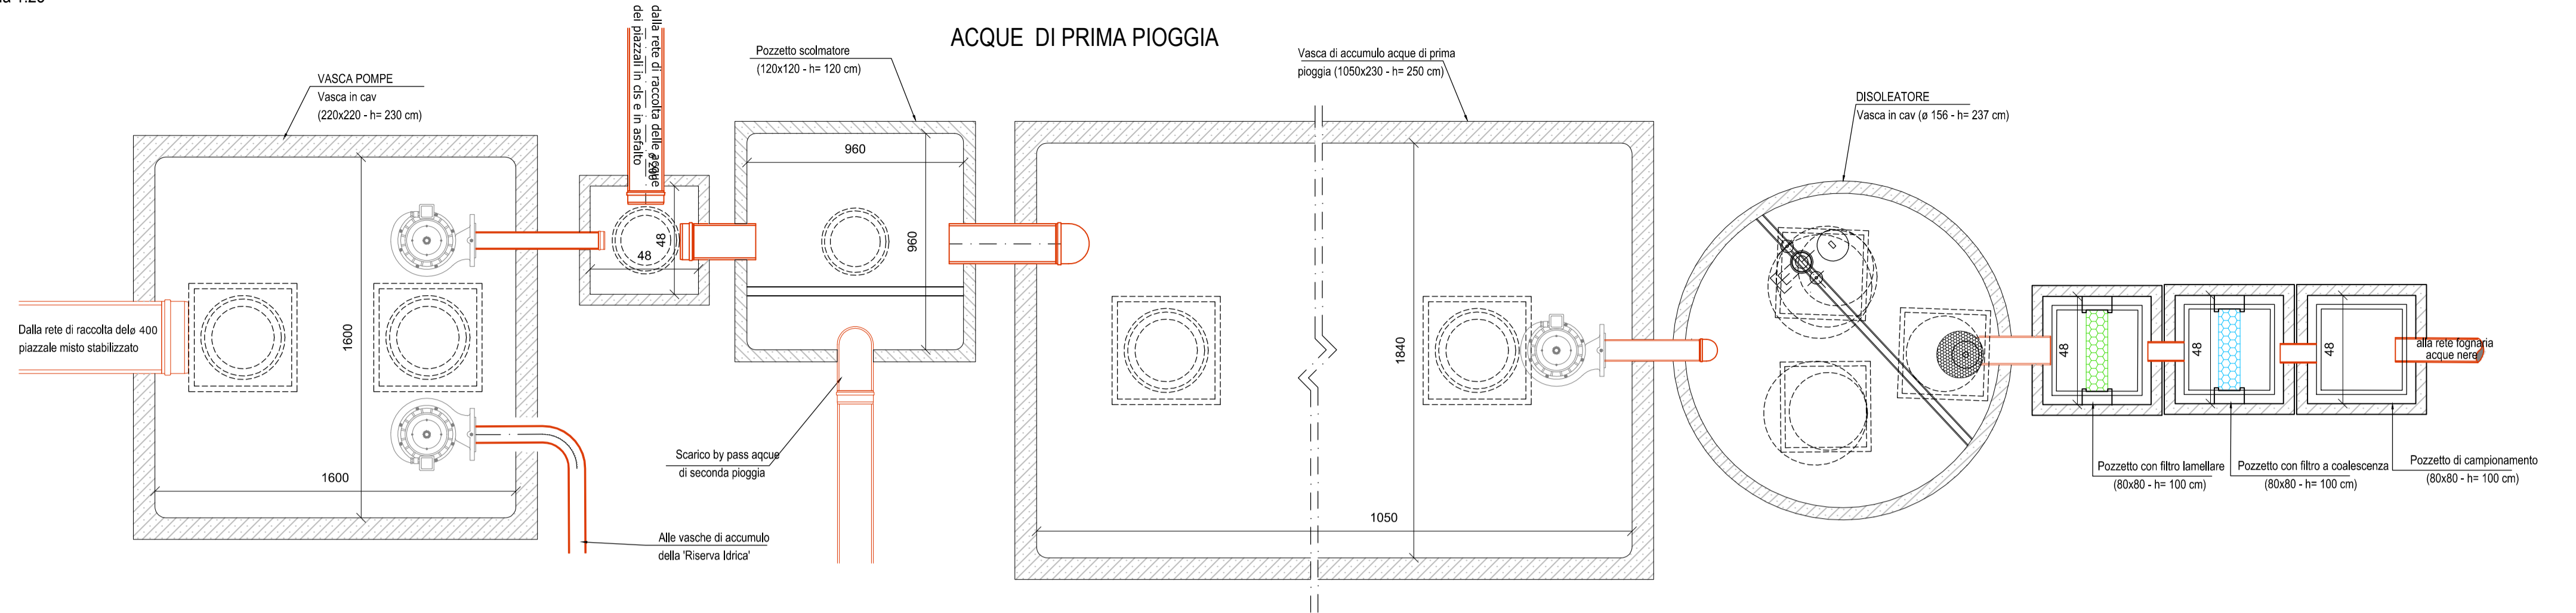 ACQUE DI PRIMA PIOGGIA
VASCA POMPE
Vasca in cav
(220x220 - h= 230 cm)
dalla rete di raccolta delle acque
dei piazzali in cls e in asfalto
Pozzetto scolmatore
(120x120 - h= 120 cm)
Vasca di accumulo acque di prima
pioggia (1050x230 - h= 250 cm)
DISOLEATORE
Vasca in cav (ø 156 - h= 237 cm)
Dalla rete di raccolta delø 400
piazzale misto stabilizzato
1600
1600
48
48
960
960
Scarico by pass aqcue
di seconda pioggia
Alle vasche di accumulo
della 'Riserva Idrica'
1840
1050
48
48
48
alla rete fognaria
acque nere
Pozzetto con filtro lamellare
(80x80 - h= 100 cm)
Pozzetto con filtro a coalescenza
(80x80 - h= 100 cm)
Pozzetto di campionamento
(80x80 - h= 100 cm)